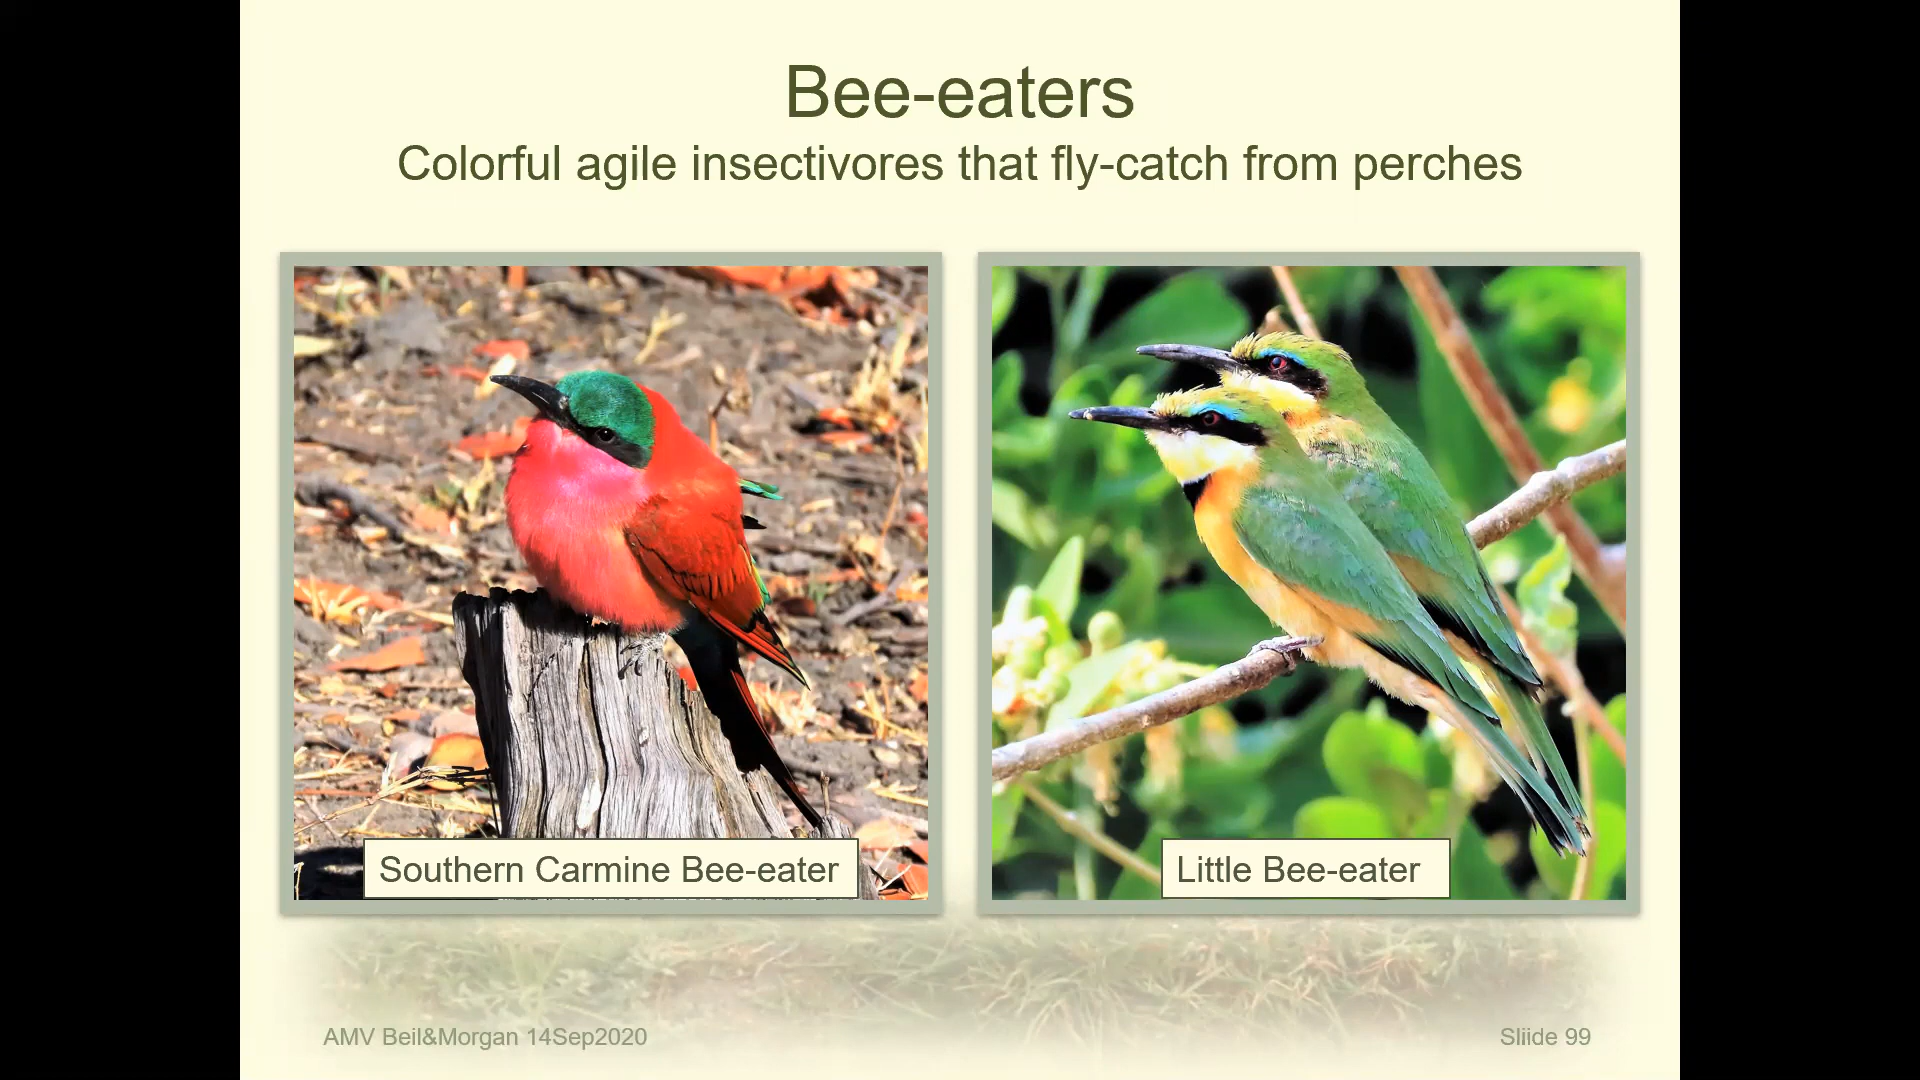 Bee-eaters
Colorful agile insectivores that fly-catch from perches
Southern Carmine Bee-eater
Little Bee-eater
AMV Beil&Morgan 14Sep2020
Sliide 99